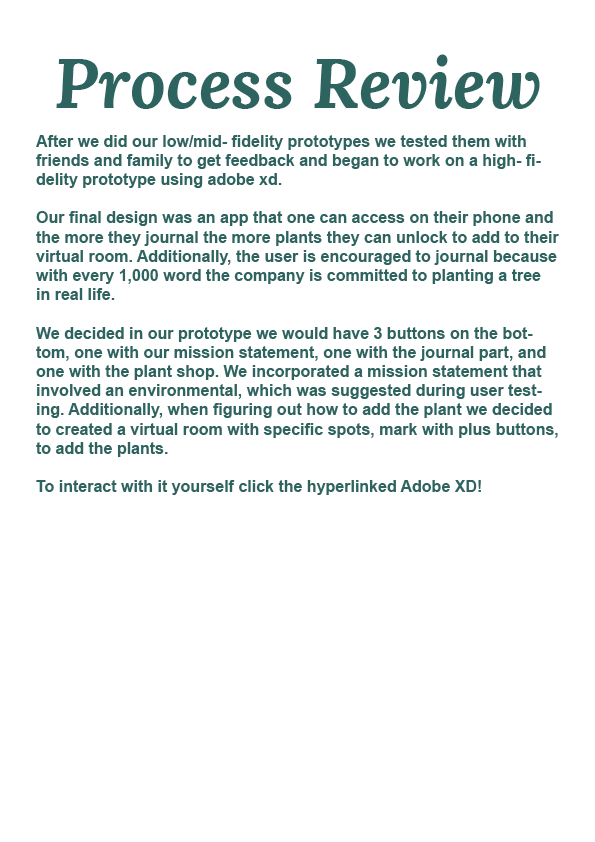 Process Review
After we did our low/mid- fidelity prototypes we tested them with
friends and family to get feedback and began to work on a high- fi-
delity prototype using adobe xd.
Our final design was an app that one can access on their phone and
the more they journal the more plants they can unlock to add to their
virtual room. Additionally, the user is encouraged to journal because
with every 1,000 word the company is committed to planting a tree
in real life.
We decided in our prototype we would have 3 buttons on the bot-
tom, one with our mission statement, one with the journal part, and
one with the plant shop. We incorporated a mission statement that
involved an environmental, which was suggested during user test-
ing. Additionally, when figuring out how to add the plant we decided
to created a virtual room with specific spots, mark with plus buttons,
to add the plants.
To interact with it yourself click the hyperlinked Adobe XD!